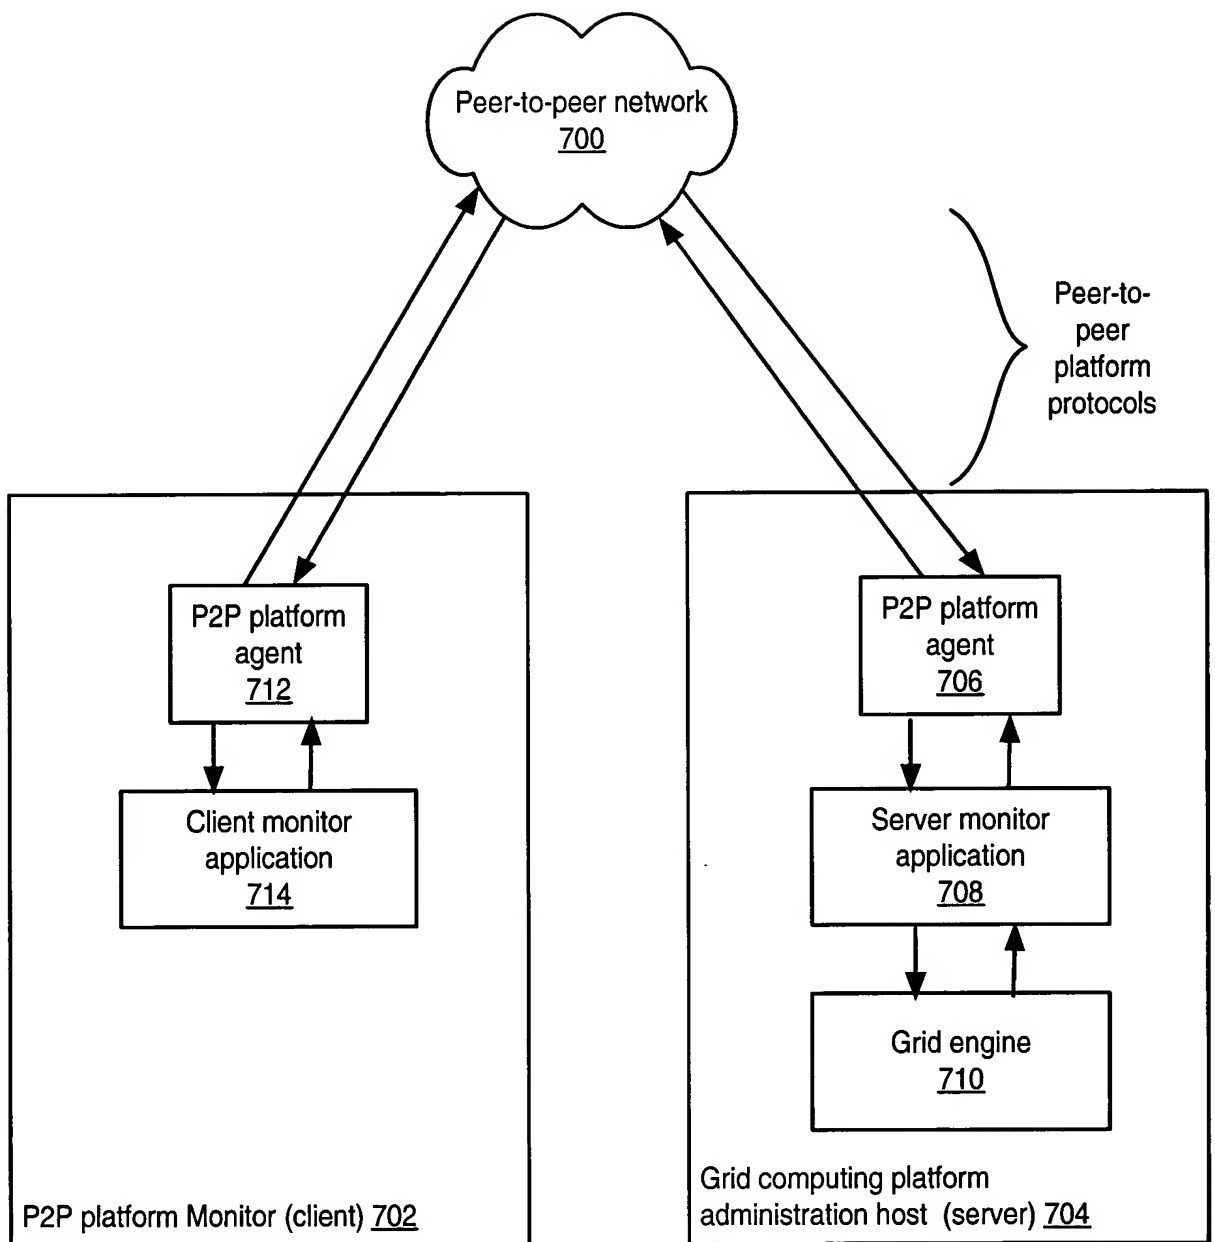 Peer-to-peer network
700
Peer-to-
peer
platform
protocols
P2P platform
agent
712
Client monitor
application
714
P2P platform Monitor (client) 702
P2P platform
agent
706
Server monitor
application
708
Grid engine
710
Grid computing platform
administration host (server) 704